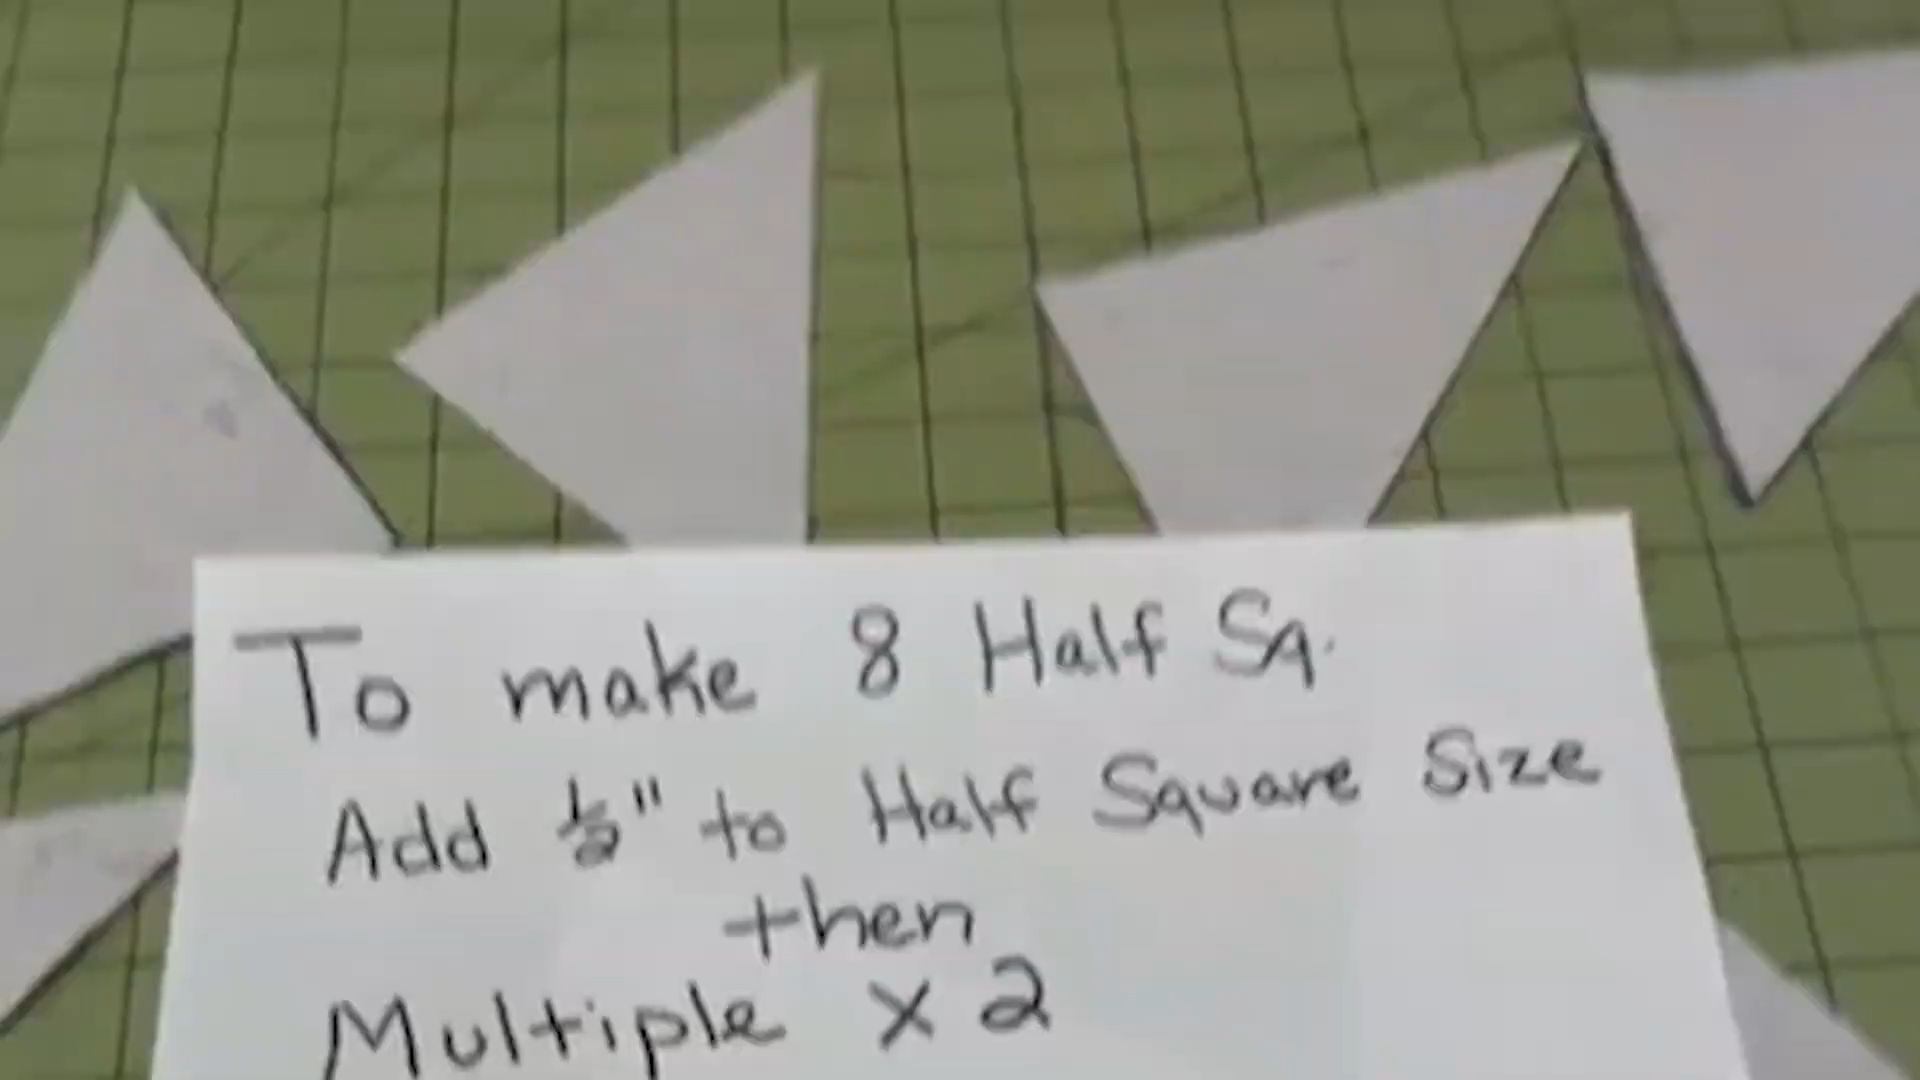 To make 8 Half Sq.
Add 1/2" to Half Square Size
then
Multiple x 2